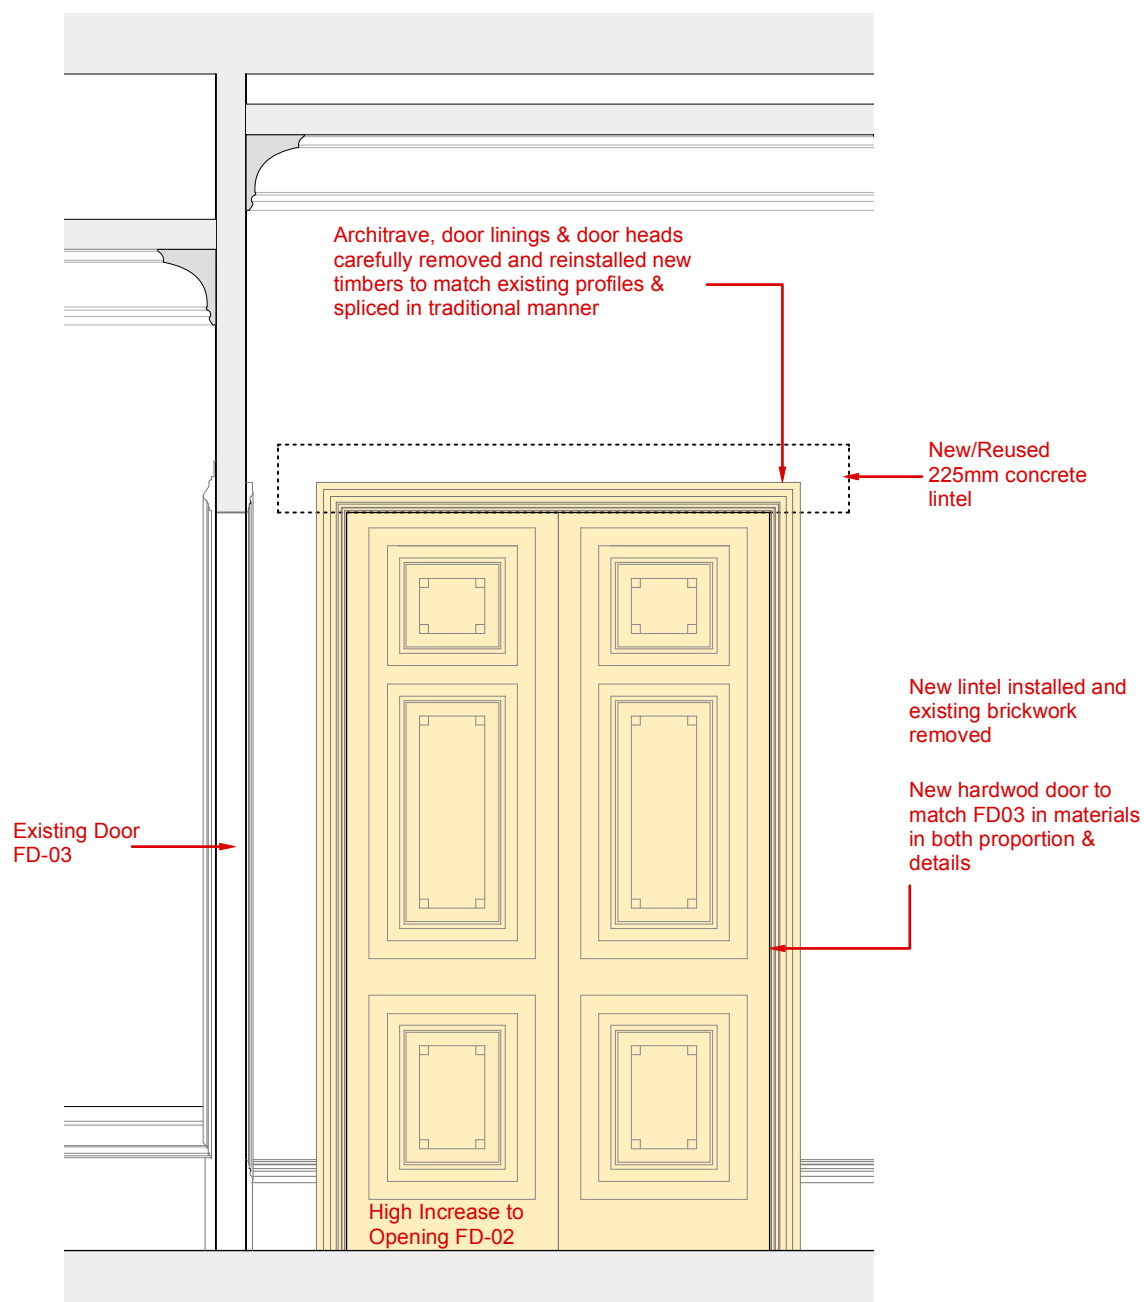 Architrave, door linings & door heads
carefully removed and reinstalled new
timbers to match existing profiles &
spliced in traditional manner
New/Reused
225mm concrete
lintel
New lintel installed and
existing brickwork
removed
New hardwod door to
match FD03 in materials
in both proportion &
details
Existing Door
FD-03
High Increase to
Opening FD-02